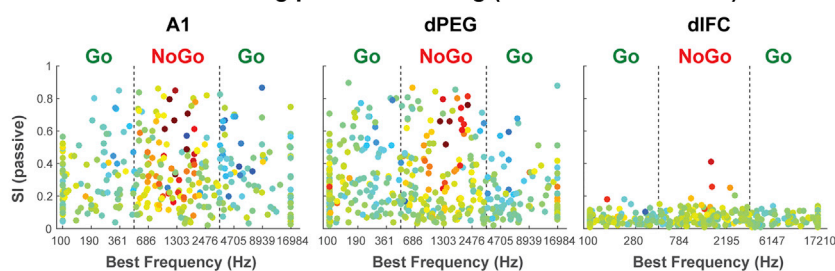 A1 dPEG dlFC
Go NoGo Go Go NoGo Go Go NoGo Go
SI (passive)
1
0.8
0.6
0.4
0.2
0
100 190 361 686 1303 2476 4705 8939 16984 100 190 361 686 1303 2476 4705 8939 16984 100 280 784 2195 6147 17210
Best Frequency (Hz) Best Frequency (Hz) Best Frequency (Hz)